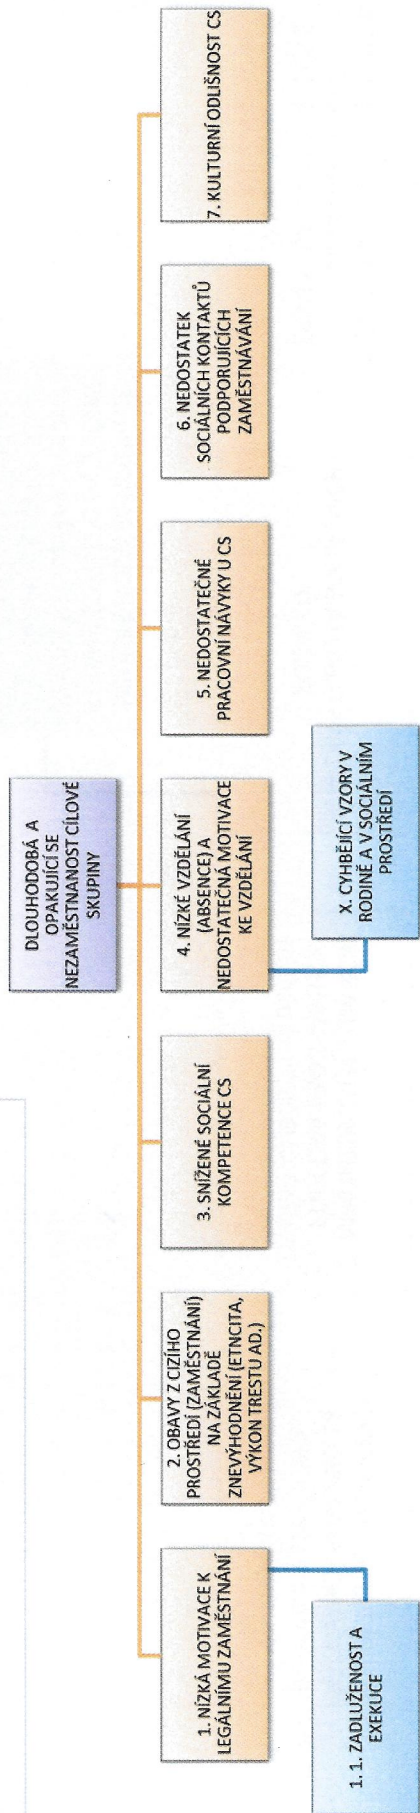 DLOUHODOBÁ A
OPAKUJÍCÍ SE
NEZAMĚSTNANOST CÍLOVÉ
SKUPINY
1. NÍZKÁ MOTIVACE K
LEGÁLNÍMU ZAMĚSTNÁNÍ
2. OBAVY Z CIZÍHO
PROSTŘEDÍ (ZAMĚSTNÁNÍ)
NA ZÁKLADĚ
ZNEVÝHODNĚNÍ (ETNCITA,
VÝKON TRESTU AD.)
3. SNÍŽENÉ SOCIÁLNÍ
KOMPETENCE CS
4. NÍZKÉ VZDĚLÁNÍ
(ABSENCE) A
NEDOSTATEČNÁ MOTIVACE
KE VZDĚLÁNÍ
5. NEDOSTATEČNÉ
PRACOVNÍ NÁVYKY U CS
6. NEDOSTATEK
SOCIÁLNÍCH KONTAKTŮ
PODPORUJÍCÍCH
ZAMĚSTNÁVÁNÍ
7. KULTURNÍ ODLIŠNOST CS
1. 1. ZADLUŽENOST A
EXEKUCE
X. CYHBĚJÍCÍ VZORY V
RODINĚ A V SOCIÁLNÍM
PROSTŘEDÍ